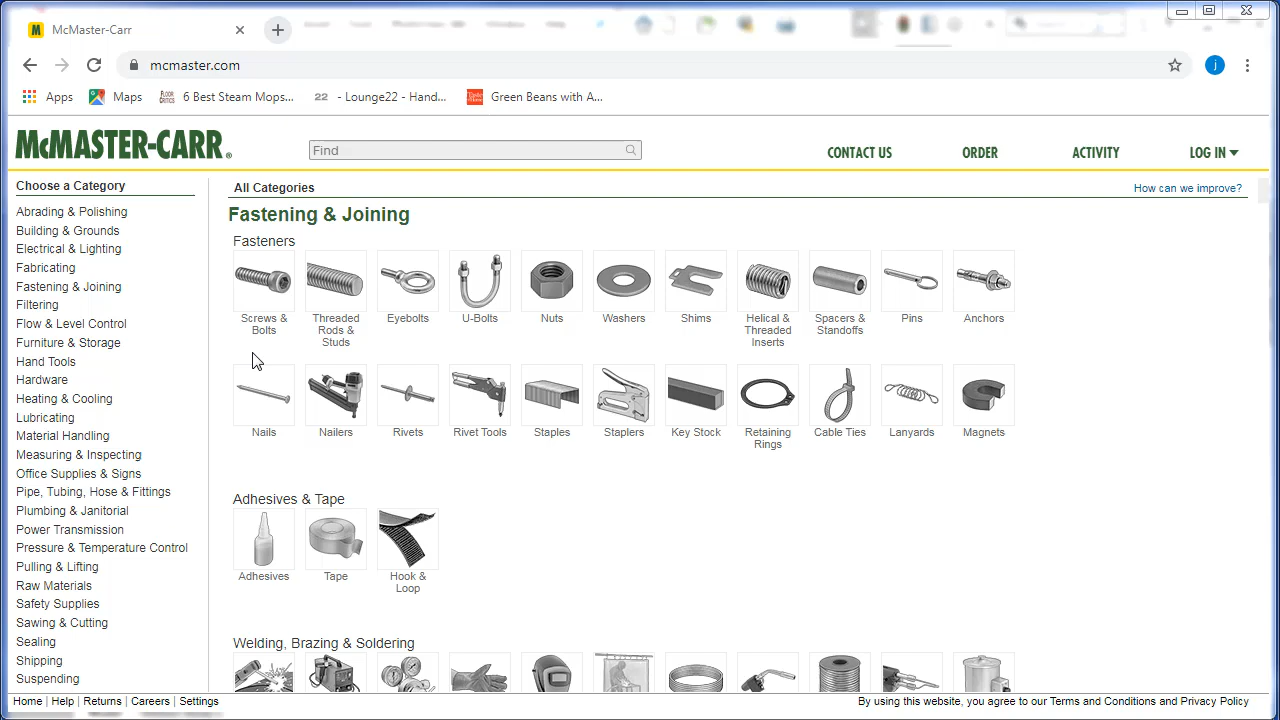 McMaster-Carr
mcmaster.com
j
Apps
Maps
6 Best Steam Mops...
- Lounge22 - Hand...
Green Beans with A...
McMASTER-CARR®
Find
CONTACT US
ORDER
ACTIVITY
LOG IN
Choose a Category
Abrading & Polishing
Building & Grounds
Electrical & Lighting
Fabricating
Fastening & Joining
Filtering
Flow & Level Control
Furniture & Storage
Hand Tools
Hardware
Heating & Cooling
Lubricating
Material Handling
Measuring & Inspecting
Office Supplies & Signs
Pipe, Tubing, Hose & Fittings
Plumbing & Janitorial
Power Transmission
Pressure & Temperature Control
Pulling & Lifting
Raw Materials
Safety Supplies
Sawing & Cutting
Sealing
Shipping
Suspending
All Categories
How can we improve?
Fastening & Joining
Fasteners
Screws &
Bolts
Threaded
Rods &
Studs
Eyebolts
U-Bolts
Nuts
Washers
Shims
Helical &
Threaded
Inserts
Spacers &
Standoffs
Pins
Anchors
Nails
Nailers
Rivets
Rivet Tools
Staples
Staplers
Key Stock
Retaining
Rings
Cable Ties
Lanyards
Magnets
Adhesives & Tape
Adhesives
Tape
Hook &
Loop
Welding, Brazing & Soldering
Home | Help | Returns | Careers | Settings
By using this website, you agree to our Terms and Conditions and Privacy Policy